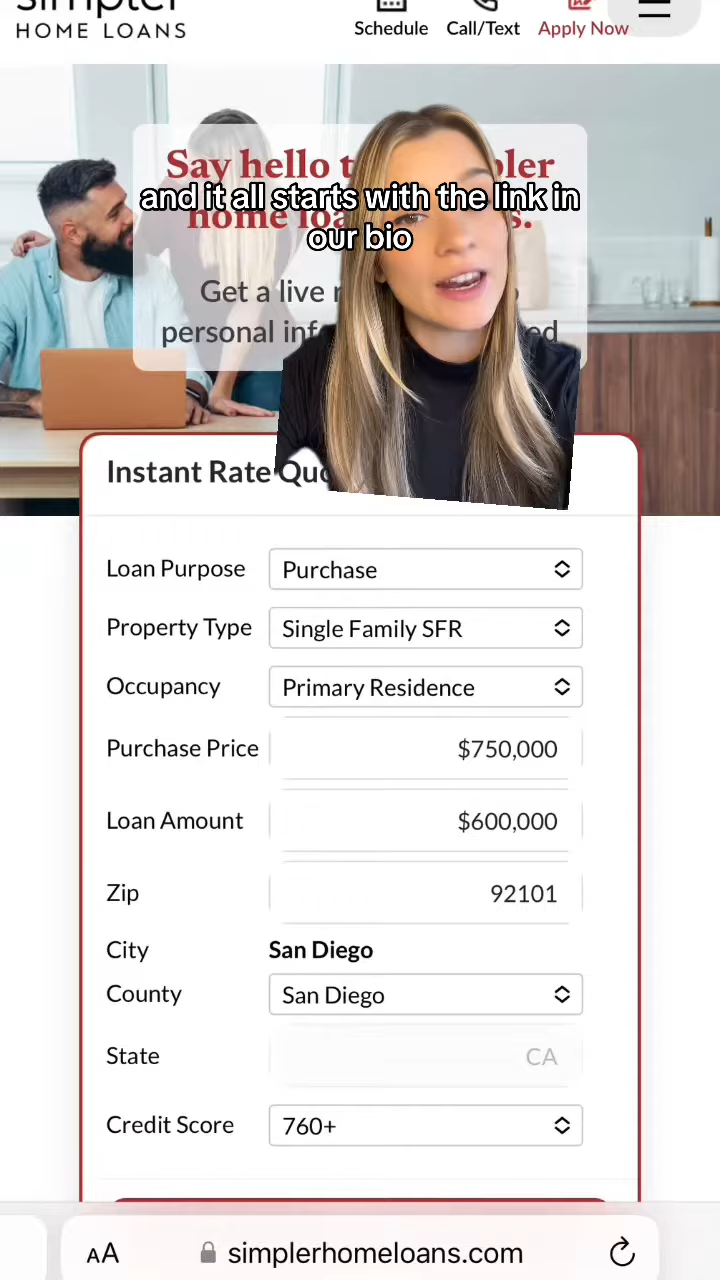 simpler
HOME LOANS
Schedule
Call/Text
Apply Now
Say hello t pler
and it all starts with the link in
home loa s.
our bio
Get a live
personal inf ed
Instant Rate Quo
Loan Purpose Purchase
Property Type Single Family SFR
Occupancy Primary Residence
Purchase Price $750,000
Loan Amount $600,000
Zip 92101
City San Diego
County San Diego
State CA
Credit Score 760+
AA simplerhomeloans.com